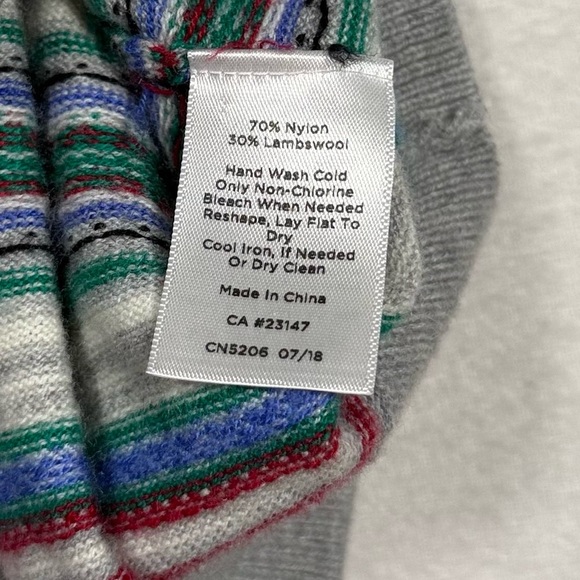 70% Nylon
30% Lambswool
Hand Wash Cold
Only Non-Chlorine
Bleach When Needed
Reshape, Lay Flat To
Dry
Cool Iron, If Needed
Or Dry Clean
Made In China
CA #23147
CN5206 07/18